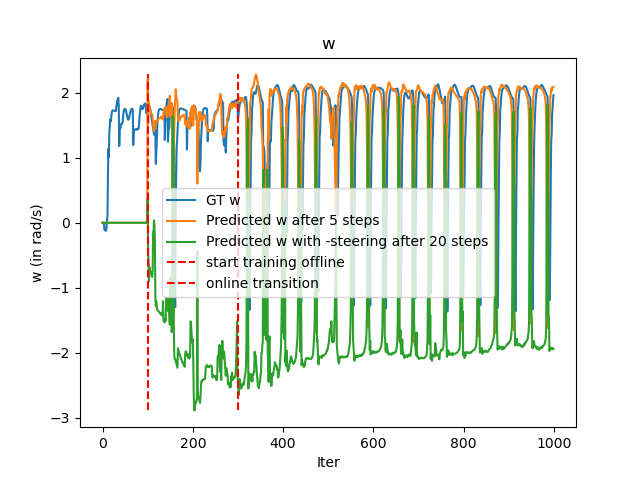 w
w (in rad/s)
2
1
0
−1
−2
−3
GT w
Predicted w after 5 steps
Predicted w with -steering after 20 steps
start training offline
online transition
0
200
400
600
800
1000
Iter